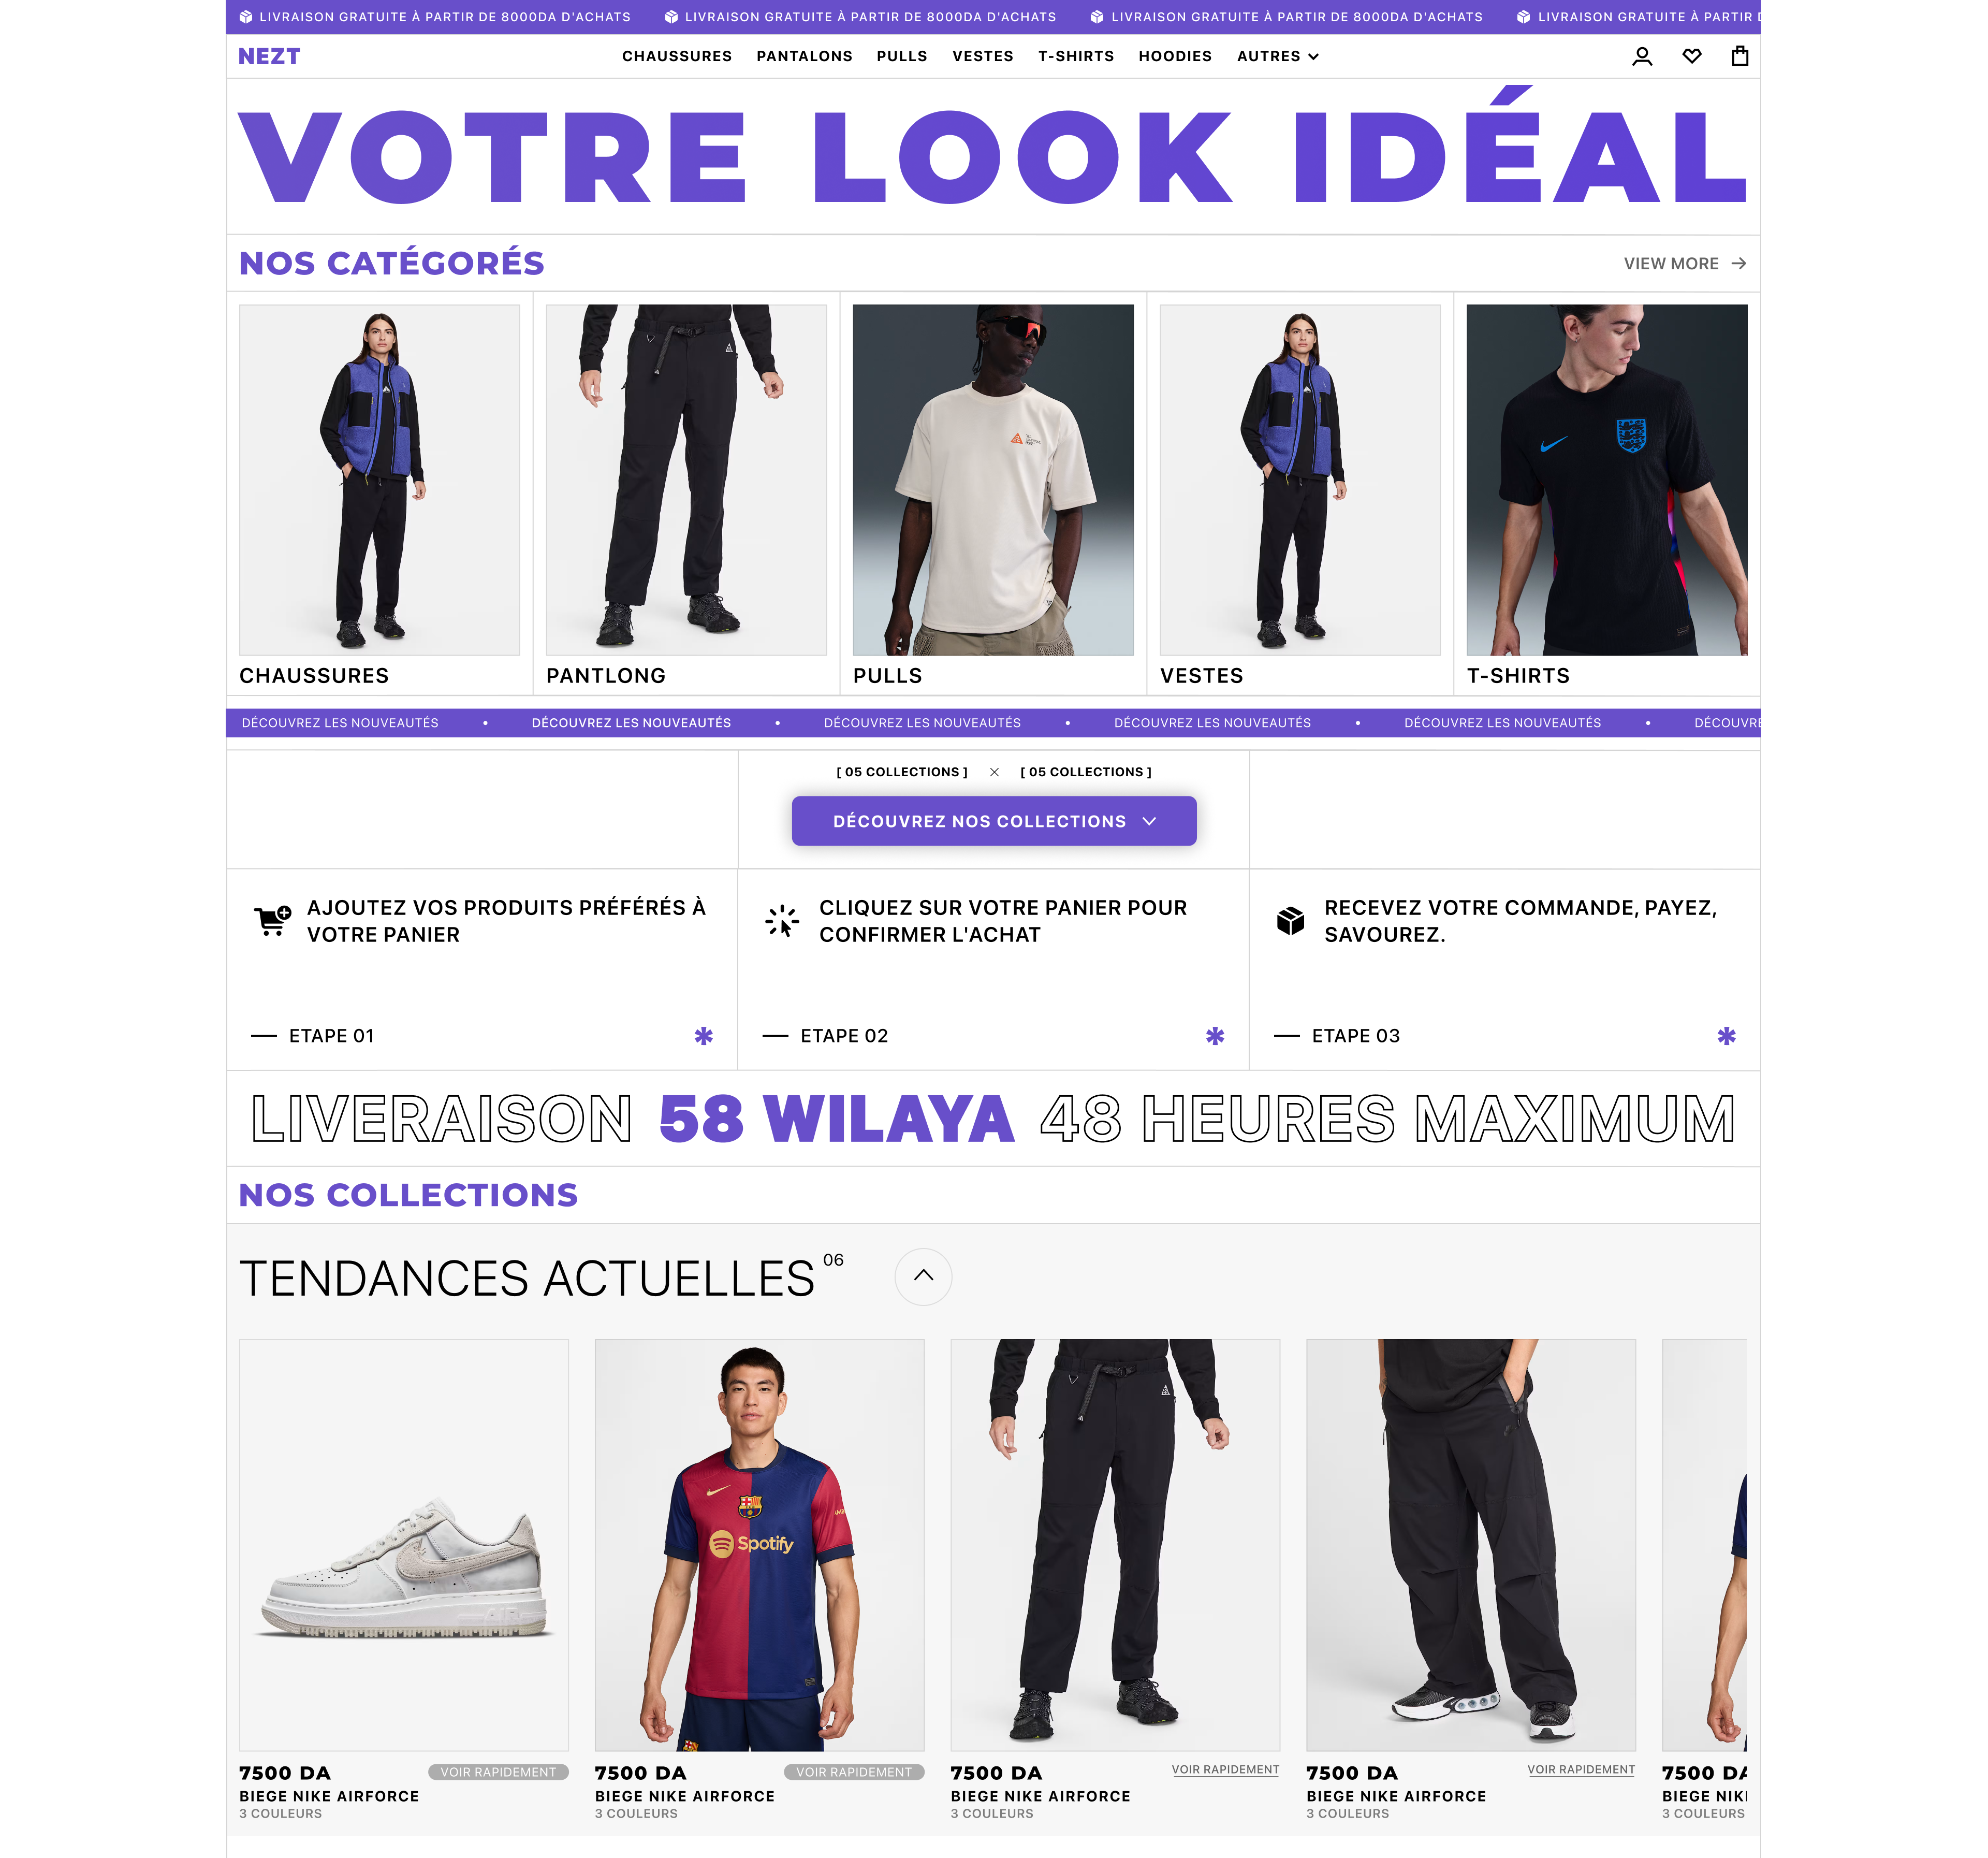 LIVRAISON GRATUITE À PARTIR DE 8000DA D'ACHATS LIVRAISON GRATUITE À PARTIR DE 8000DA D'ACHATS LIVRAISON GRATUITE À PARTIR DE 8000DA D'ACHATS LIVRAISON GRATUITE À PARTIR
NEZT CHAUSSURES PANTALONS PULLS VESTES T-SHIRTS HOODIES AUTRES
VOTRE LOOK IDÉAL
NOS CATÉGORÉS VIEW MORE
CHAUSSURES PANTLONG PULLS VESTES T-SHIRTS
DÉCOUVREZ LES NOUVEAUTÉS • DÉCOUVREZ LES NOUVEAUTÉS • DÉCOUVREZ LES NOUVEAUTÉS • DÉCOUVREZ LES NOUVEAUTÉS • DÉCOUVREZ LES NOUVEAUTÉS • DÉCOUVRE
[ 05 COLLECTIONS ] × [ 05 COLLECTIONS ]
DÉCOUVREZ NOS COLLECTIONS
AJOUTEZ VOS PRODUITS PRÉFÉRÉS À
VOTRE PANIER
— ETAPE 01 *
CLIQUEZ SUR VOTRE PANIER POUR
CONFIRMER L'ACHAT
— ETAPE 02 *
RECEVEZ VOTRE COMMANDE, PAYEZ,
SAVOUREZ.
— ETAPE 03 *
LIVERAISON 58 WILAYA 48 HEURES MAXIMUM
NOS COLLECTIONS
TENDANCES ACTUELLES 06
Spotify
7500 DA VOIR RAPIDEMENT
BIEGE NIKE AIRFORCE
3 COULEURS
7500 DA VOIR RAPIDEMENT
BIEGE NIKE AIRFORCE
3 COULEURS
7500 DA VOIR RAPIDEMENT
BIEGE NIKE AIRFORCE
3 COULEURS
7500 DA VOIR RAPIDEMENT
BIEGE NIKE AIRFORCE
3 COULEURS
7500 DA
BIEGE NIK
3 COULEURS